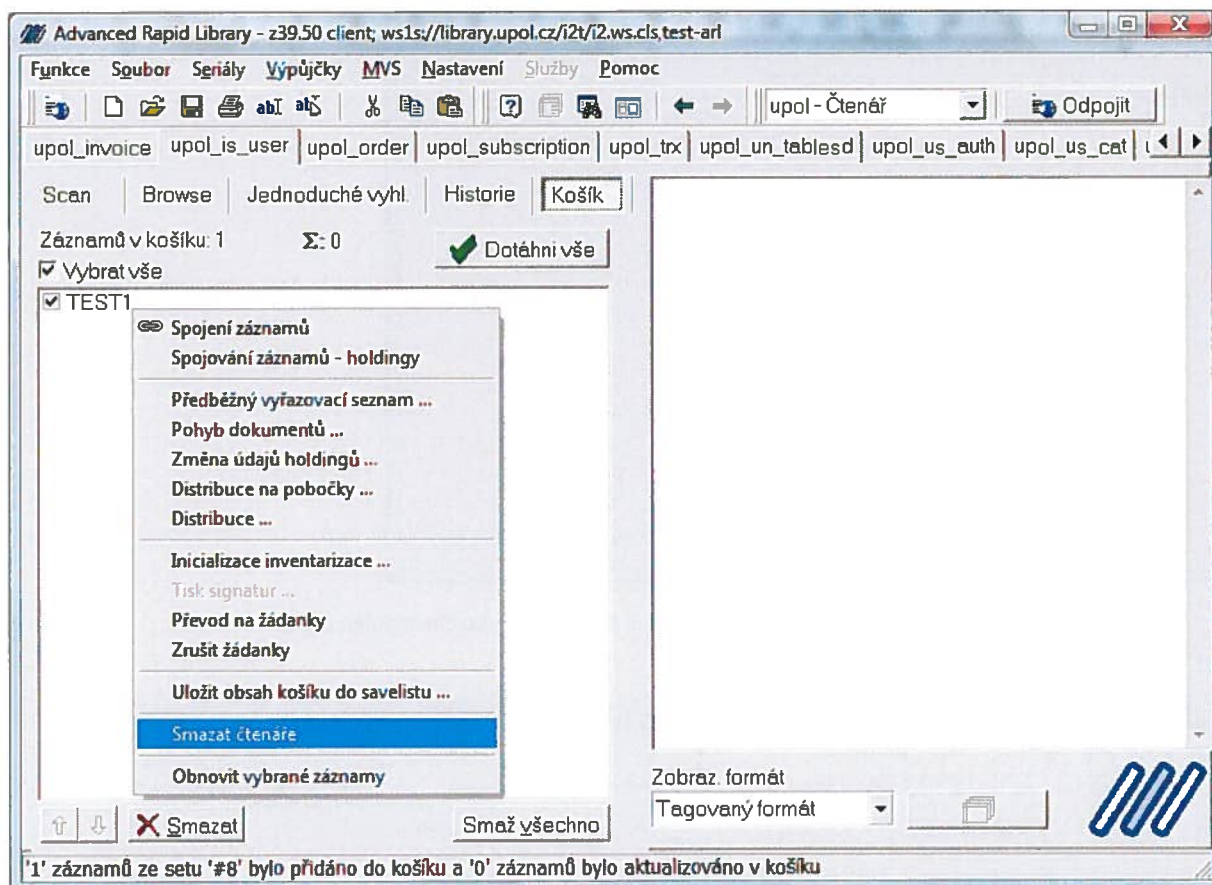 Advanced Rapid Library - z39.50 client; ws1s://library.upol.cz/i2t/i2.ws.cls,test-arl
Funkce Soubor Seriály Výpůjčky MVS Nastavení Služby Pomoc
upol - Čtenář Odpojit
upol_invoice upol_is_user upol_order upol_subscription upol_trx upol_un_tablesd upol_us_auth upol_us_cat
Scan Browse Jednoduché vyhl. Historie Košík
Záznamů v košíku: 1 Σ: 0 Dotáhni vše
Vybrat vše
TEST1
Spojení záznamů
Spojování záznamů - holdingy
Předběžný vyřazovací seznam ...
Pohyb dokumentů ...
Změna údajů holdingů ...
Distribuce na pobočky ...
Distribuce ...
Inicializace inventarizace ...
Tisk signatur ...
Převod na žádanky
Zrušit žádanky
Uložit obsah košíku do savelistu ...
Smazat čtenáře
Obnovit vybrané záznamy
Zobraz. formát
Tagovaný formát
Smazat Smaž všechno
'1' záznamů ze setu '#8' bylo přidáno do košíku a '0' záznamů bylo aktualizováno v košíku